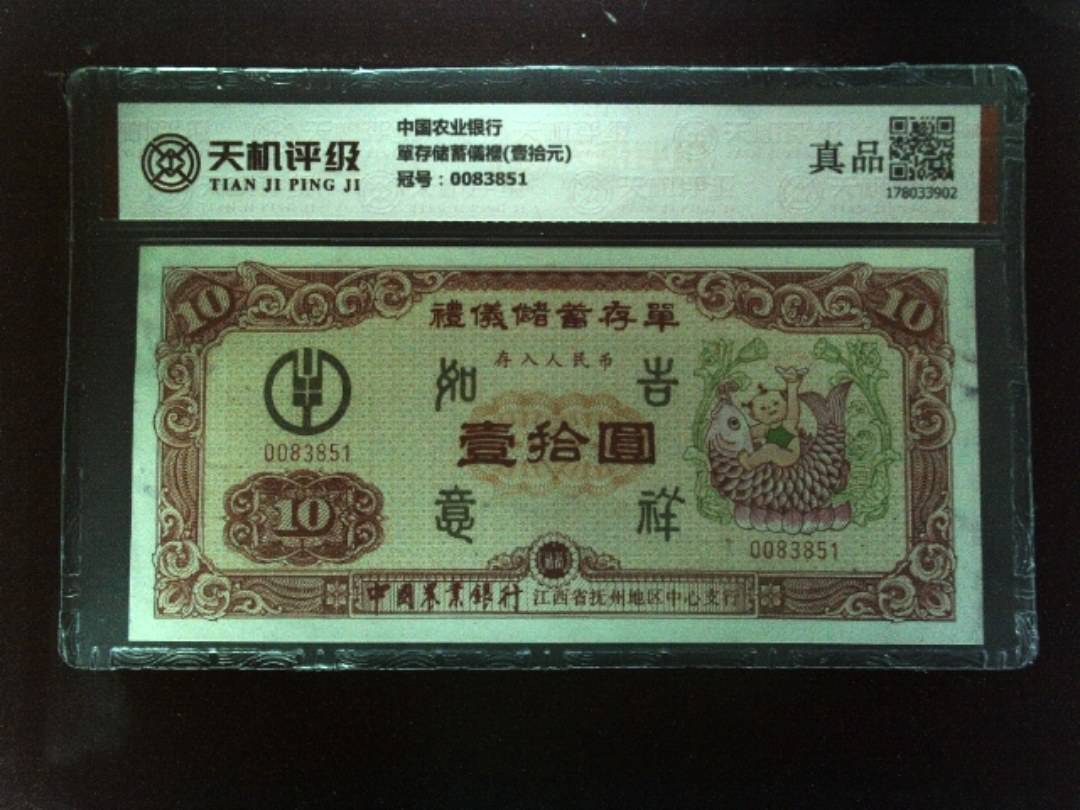 天机评级
TIAN JI PING JI
中国农业银行
單存储蓄儀禮(壹拾元)
冠号：0083851
真品
178033902
10
10
禮儀儲蓄存單
存入人民币
如
吉
壹拾圓
0083851
意
祥
10
0083851
中國農業銀行 江西省抚州地区中心支行